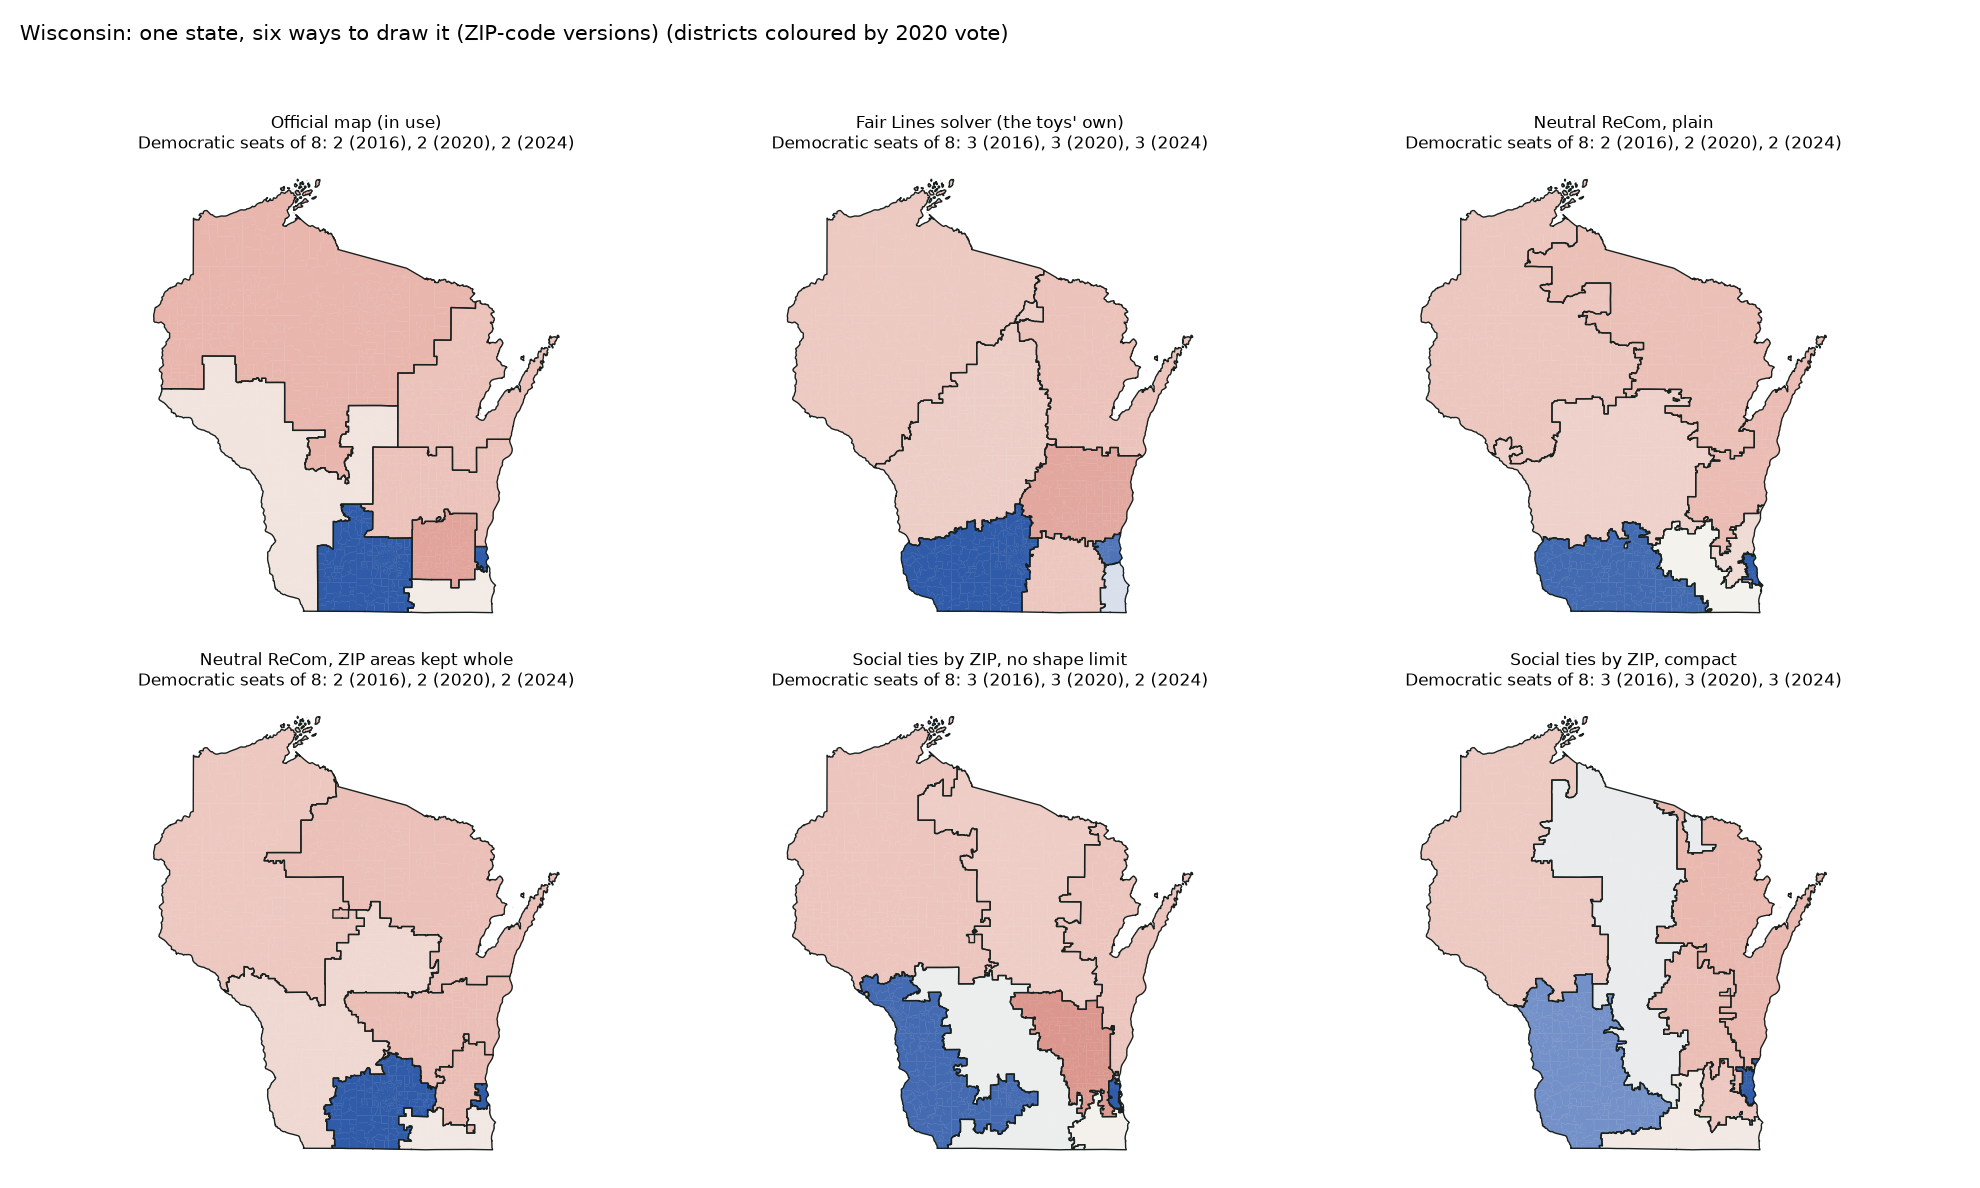 Wisconsin: one state, six ways to draw it (ZIP-code versions) (districts coloured by 2020 vote)
Official map (in use)
Democratic seats of 8: 2 (2016), 2 (2020), 2 (2024)
Fair Lines solver (the toys' own)
Democratic seats of 8: 3 (2016), 3 (2020), 3 (2024)
Neutral ReCom, plain
Democratic seats of 8: 2 (2016), 2 (2020), 2 (2024)
Neutral ReCom, ZIP areas kept whole
Democratic seats of 8: 2 (2016), 2 (2020), 2 (2024)
Social ties by ZIP, no shape limit
Democratic seats of 8: 3 (2016), 3 (2020), 2 (2024)
Social ties by ZIP, compact
Democratic seats of 8: 3 (2016), 3 (2020), 3 (2024)